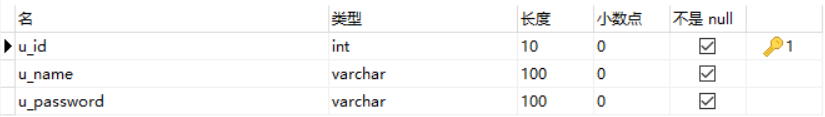 名 类型 长度 小数点 不是 null
u_id int 10 0 1
u_name varchar 100 0
u_password varchar 100 0